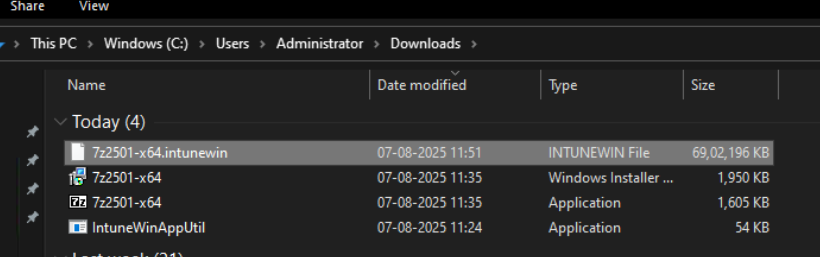 Share View
This PC > Windows (C:) > Users > Administrator > Downloads >
Name Date modified Type Size
Today (4)
7z2501-x64.intunewin 07-08-2025 11:51 INTUNEWIN File 69,02,196 KB
7z2501-x64 07-08-2025 11:35 Windows Installer ... 1,950 KB
7z 7z2501-x64 07-08-2025 11:35 Application 1,605 KB
IntuneWinAppUtil 07-08-2025 11:24 Application 54 KB
Last week (21)